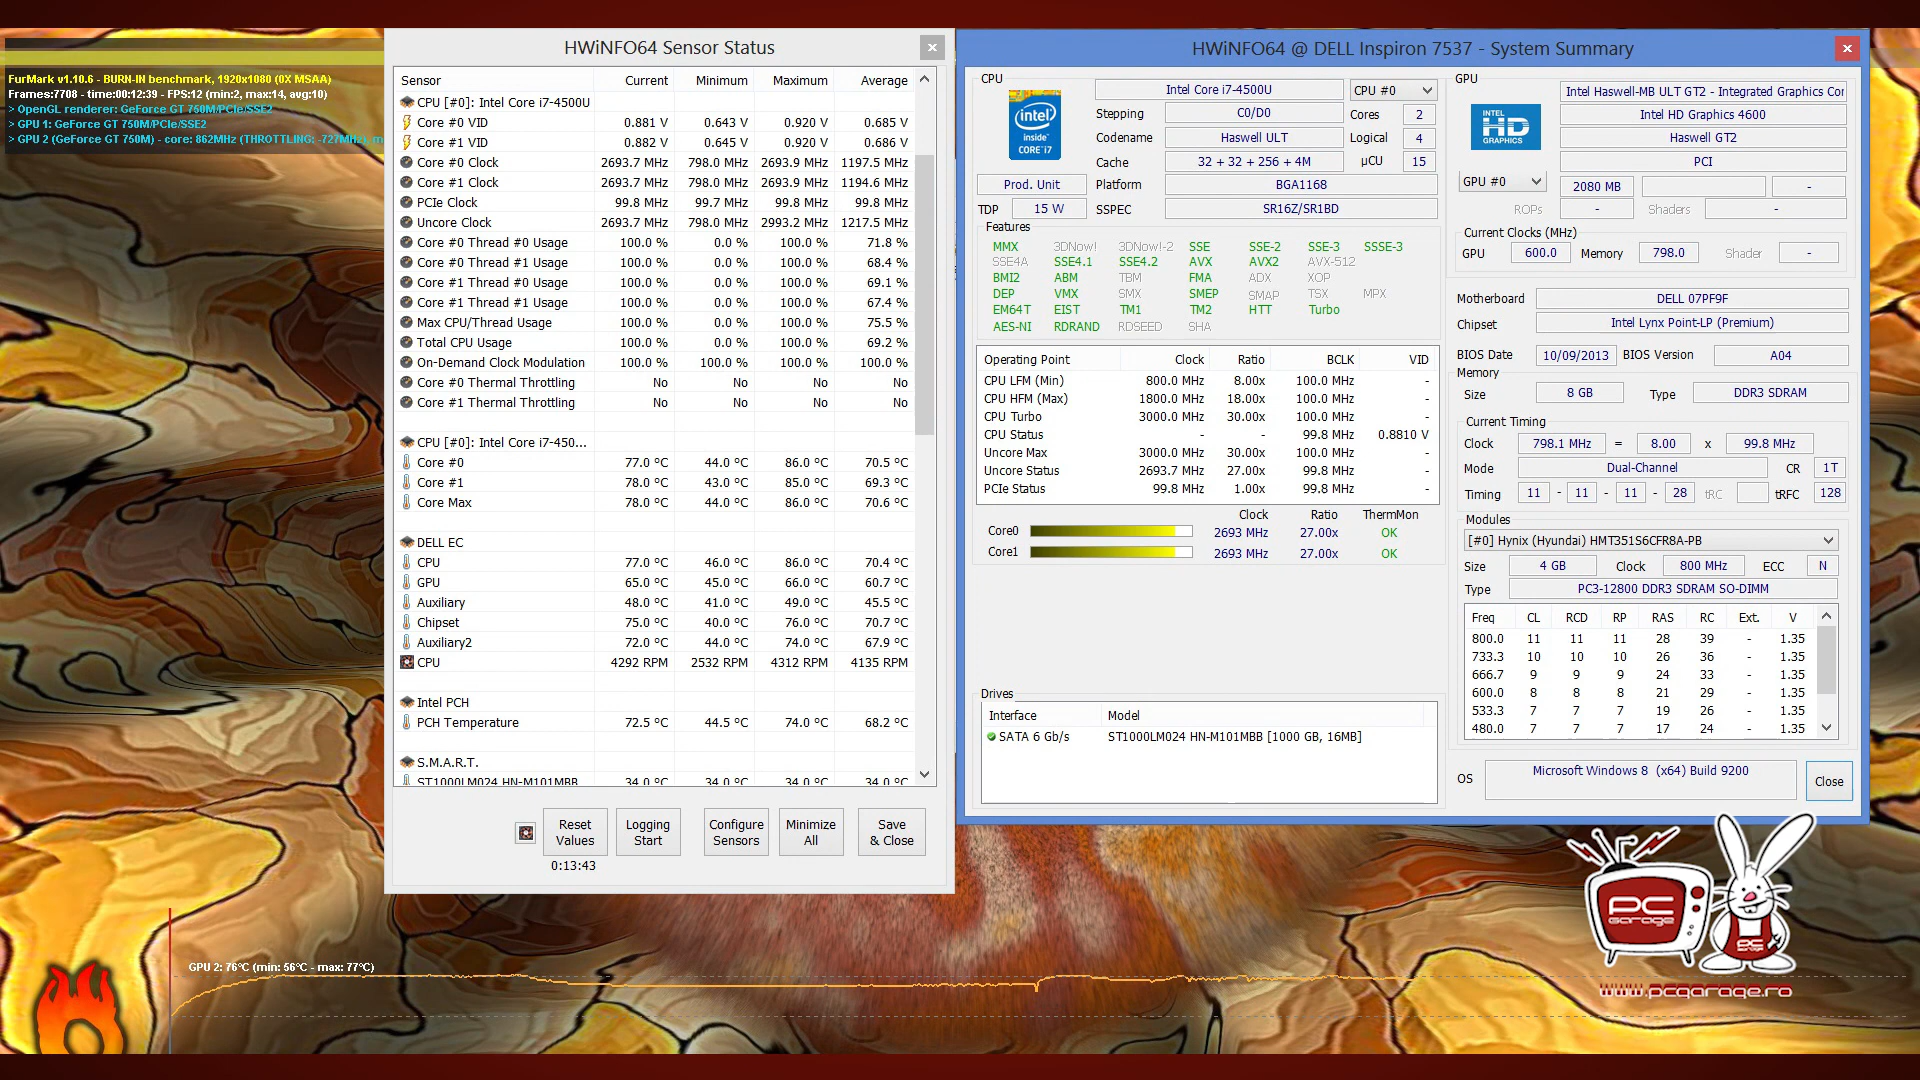 FurMark v1.10.6 - BURN-IN benchmark, 1920x1080 (0X MSAA)
Frames:7708 - time:00:12:39 - FPS:12 (min:2, max:14, avg:10)
> OpenGL renderer: GeForce GT 750M/PCIe/SSE2
> GPU 1: GeForce GT 750M/PCIe/SSE2
> GPU 2 (GeForce GT 750M) - core: 862MHz (THROTTLING: -727MHz), m
HWiNFO64 Sensor Status
Sensor Current Minimum Maximum Average
CPU [#0]: Intel Core i7-4500U
Core #0 VID 0.881 V 0.643 V 0.920 V 0.685 V
Core #1 VID 0.882 V 0.645 V 0.920 V 0.686 V
Core #0 Clock 2693.7 MHz 798.0 MHz 2693.9 MHz 1197.5 MHz
Core #1 Clock 2693.7 MHz 798.0 MHz 2693.9 MHz 1194.6 MHz
PCIe Clock 99.8 MHz 99.7 MHz 99.8 MHz 99.8 MHz
Uncore Clock 2693.7 MHz 798.0 MHz 2993.2 MHz 1217.5 MHz
Core #0 Thread #0 Usage 100.0 % 0.0 % 100.0 % 71.8 %
Core #0 Thread #1 Usage 100.0 % 0.0 % 100.0 % 68.4 %
Core #1 Thread #0 Usage 100.0 % 0.0 % 100.0 % 69.1 %
Core #1 Thread #1 Usage 100.0 % 0.0 % 100.0 % 67.4 %
Max CPU/Thread Usage 100.0 % 0.0 % 100.0 % 75.5 %
Total CPU Usage 100.0 % 0.0 % 100.0 % 69.2 %
On-Demand Clock Modulation 100.0 % 100.0 % 100.0 % 100.0 %
Core #0 Thermal Throttling No No No No
Core #1 Thermal Throttling No No No No
CPU [#0]: Intel Core i7-450...
Core #0 77.0 °C 44.0 °C 86.0 °C 70.5 °C
Core #1 78.0 °C 43.0 °C 85.0 °C 69.3 °C
Core Max 78.0 °C 44.0 °C 86.0 °C 70.6 °C
DELL EC
CPU 77.0 °C 46.0 °C 86.0 °C 70.4 °C
GPU 65.0 °C 45.0 °C 66.0 °C 60.7 °C
Auxiliary 48.0 °C 41.0 °C 49.0 °C 45.5 °C
Chipset 75.0 °C 40.0 °C 76.0 °C 70.7 °C
Auxiliary2 72.0 °C 44.0 °C 74.0 °C 67.9 °C
CPU 4292 RPM 2532 RPM 4312 RPM 4135 RPM
Intel PCH
PCH Temperature 72.5 °C 44.5 °C 74.0 °C 68.2 °C
S.M.A.R.T.
ST1000LM024 HN-M101MBB 34.0 °C 34.0 °C 34.0 °C 34.0 °C
Reset Values
Logging Start
Configure Sensors
Minimize All
Save & Close
0:13:43
HWiNFO64 @ DELL Inspiron 7537 - System Summary
CPU
intel inside CORE i7
Intel Core i7-4500U CPU #0
Stepping C0/D0 Cores 2
Codename Haswell ULT Logical 4
Cache 32 + 32 + 256 + 4M µCU 15
Prod. Unit Platform BGA1168
TDP 15 W SSPEC SR16Z/SR1BD
Features
MMX 3DNow! 3DNow!-2 SSE SSE-2 SSE-3 SSSE-3
SSE4A SSE4.1 SSE4.2 AVX AVX2 AVX-512
BMI2 ABM TBM FMA ADX XOP
DEP VMX SMX SMEP SMAP TSX MPX
EM64T EIST TM1 TM2 HTT Turbo
AES-NI RDRAND RDSEED SHA
Operating Point Clock Ratio BCLK VID
CPU LFM (Min) 800.0 MHz 8.00x 100.0 MHz -
CPU HFM (Max) 1800.0 MHz 18.00x 100.0 MHz -
CPU Turbo 3000.0 MHz 30.00x 100.0 MHz -
CPU Status - - 99.8 MHz 0.8810 V
Uncore Max 3000.0 MHz 30.00x 100.0 MHz -
Uncore Status 2693.7 MHz 27.00x 99.8 MHz -
PCIe Status 99.8 MHz 1.00x 99.8 MHz -
Clock Ratio ThermMon
Core0 2693 MHz 27.00x OK
Core1 2693 MHz 27.00x OK
Drives
Interface Model
SATA 6 Gb/s ST1000LM024 HN-M101MBB [1000 GB, 16MB]
GPU
INTEL HD GRAPHICS
Intel Haswell-MB ULT GT2 - Integrated Graphics Cor
Intel HD Graphics 4600
Haswell GT2
PCI
GPU #0 2080 MB -
ROPs - Shaders -
Current Clocks (MHz)
GPU 600.0 Memory 798.0 Shader -
Motherboard DELL 07PF9F
Chipset Intel Lynx Point-LP (Premium)
BIOS Date 10/09/2013 BIOS Version A04
Memory
Size 8 GB Type DDR3 SDRAM
Current Timing
Clock 798.1 MHz = 8.00 x 99.8 MHz
Mode Dual-Channel CR 1T
Timing 11 - 11 - 11 - 28 tRC tRFC 128
Modules
[#0] Hynix (Hyundai) HMT351S6CFR8A-PB
Size 4 GB Clock 800 MHz ECC N
Type PC3-12800 DDR3 SDRAM SO-DIMM
Freq CL RCD RP RAS RC Ext. V
800.0 11 11 11 28 39 - 1.35
733.3 10 10 10 26 36 - 1.35
666.7 9 9 9 24 33 - 1.35
600.0 8 8 8 21 29 - 1.35
533.3 7 7 7 19 26 - 1.35
480.0 7 7 7 17 24 - 1.35
OS Microsoft Windows 8 (x64) Build 9200 Close
GPU 2: 76°C (min: 56°C - max: 77°C)
PC Garage
PC Garage
www.pcgarage.ro